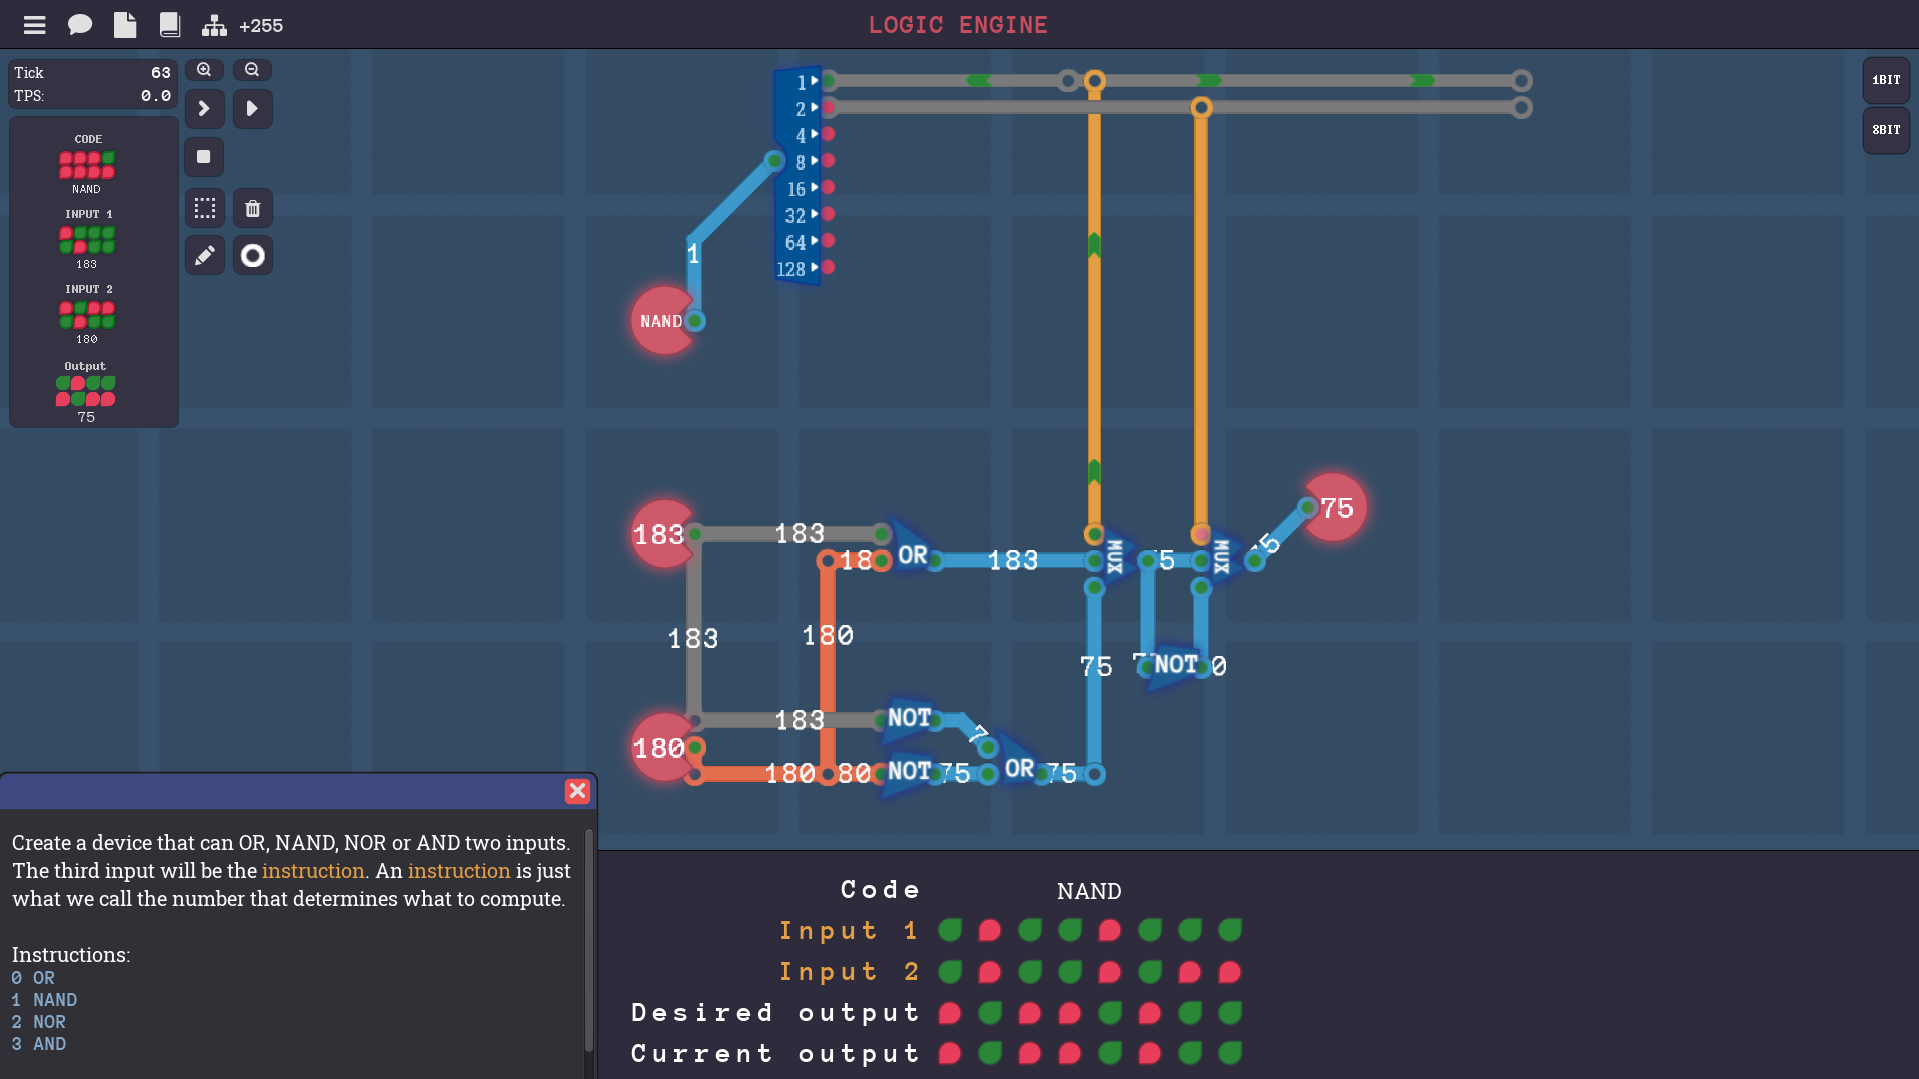 +255
LOGIC ENGINE
Tick 63
TPS: 0.0
CODE
NAND
INPUT 1
183
INPUT 2
180
Output
75
1BIT
8BIT
1
2
4
8
16
32
64
128
1
NAND
183
183
18
OR
183
MUX
MUX
75
183
180
75
NOT
0
180
183
NOT
180
80
NOT
75
OR
75
Create a device that can OR, NAND, NOR or AND two inputs.
The third input will be the instruction. An instruction is just
what we call the number that determines what to compute.
Instructions:
0 OR
1 NAND
2 NOR
3 AND
Code NAND
Input 1
Input 2
Desired output
Current output